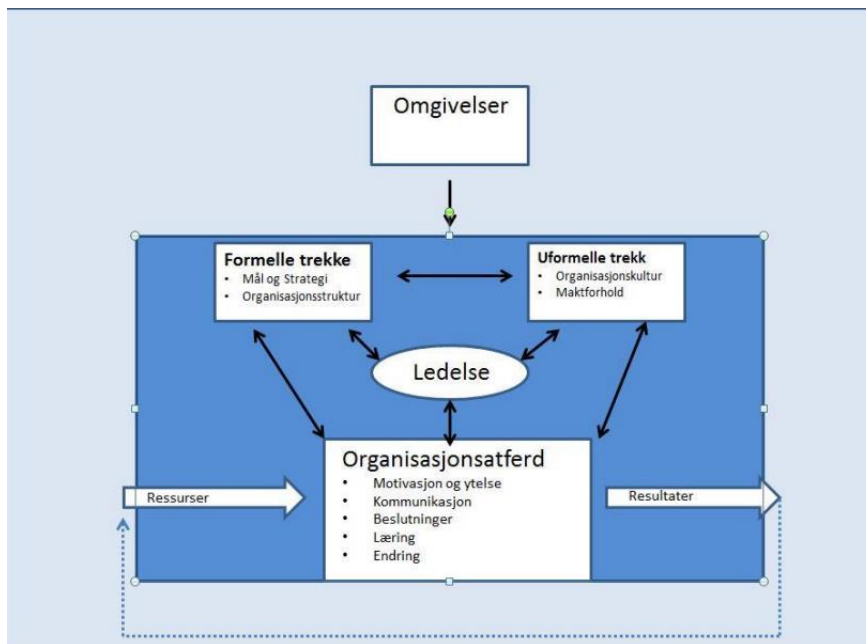 Omgivelser
Formelle trekke
• Mål og Strategi
• Organisasjonsstruktur
Uformelle trekk
• Organisasjonskultur
• Maktforhold
Ledelse
Organisasjonsatferd
• Motivasjon og ytelse
• Kommunikasjon
• Beslutninger
• Læring
• Endring
Ressurser
Resultater